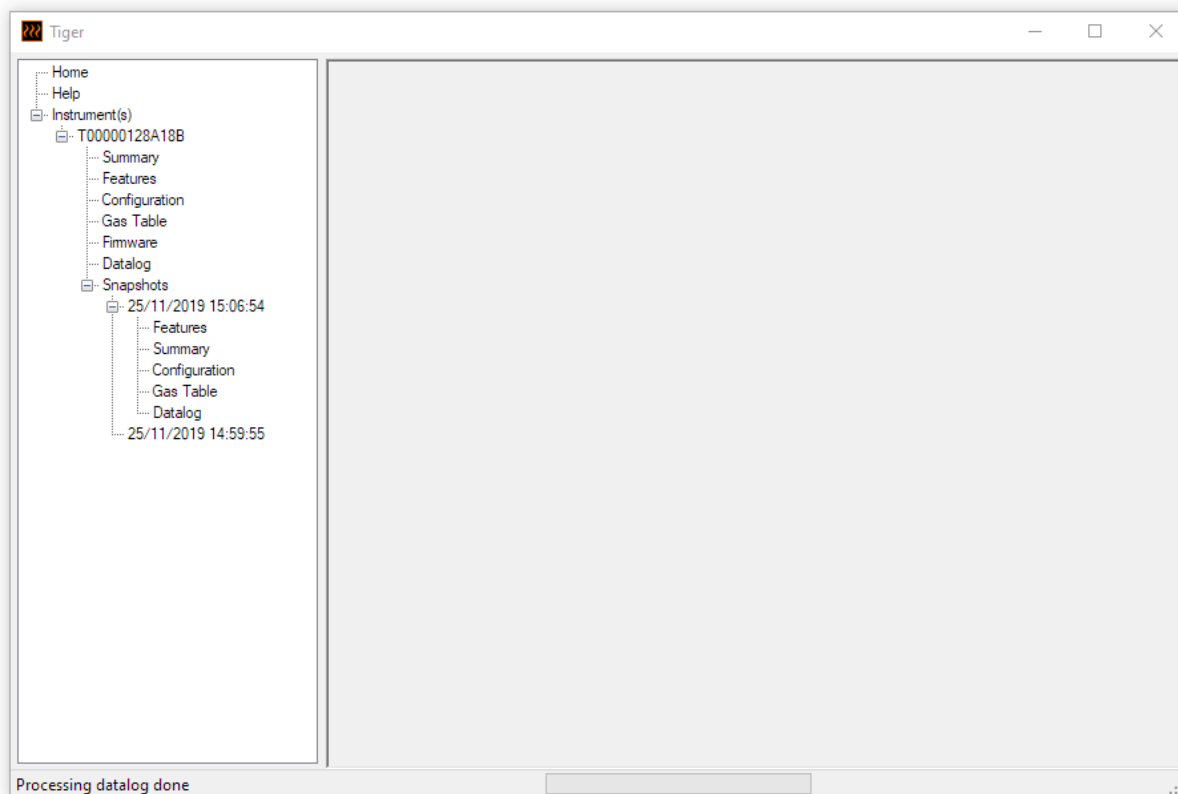 Tiger
Home
Help
Instrument(s)
T00000128A18B
Summary
Features
Configuration
Gas Table
Firmware
Datalog
Snapshots
25/11/2019 15:06:54
Features
Summary
Configuration
Gas Table
Datalog
25/11/2019 14:59:55
Processing datalog done